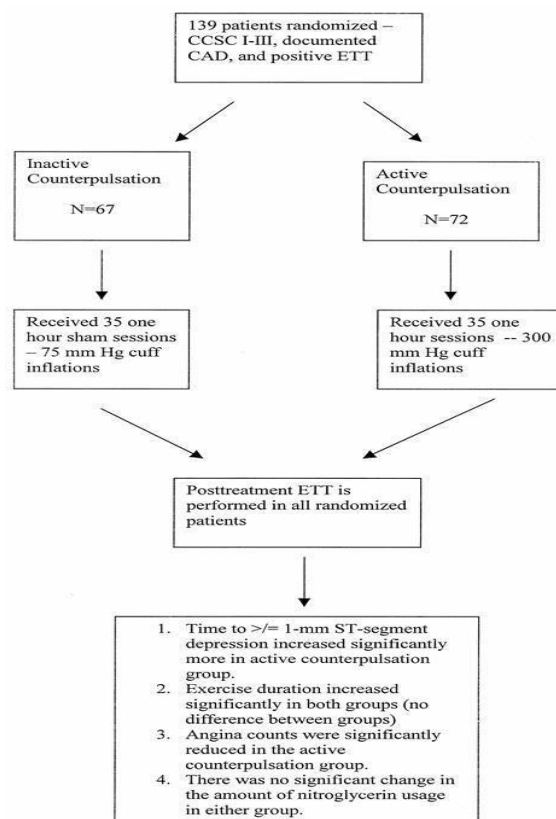 139 patients randomized –
CCSC I-III, documented
CAD, and positive ETT
Inactive
Counterpulsation
N=67
Active
Counterpulsation
N=72
Received 35 one
hour sham sessions
– 75 mm Hg cuff
inflations
Received 35 one
hour sessions -- 300
mm Hg cuff
inflations
Posttreatment ETT is
performed in all randomized
patients
1. Time to >/= 1-mm ST-segment
depression increased significantly
more in active counterpulsation
group.
2. Exercise duration increased
significantly in both groups (no
difference between groups)
3. Angina counts were significantly
reduced in the active
counterpulsation group.
4. There was no significant change in
the amount of nitroglycerin usage
in either group.